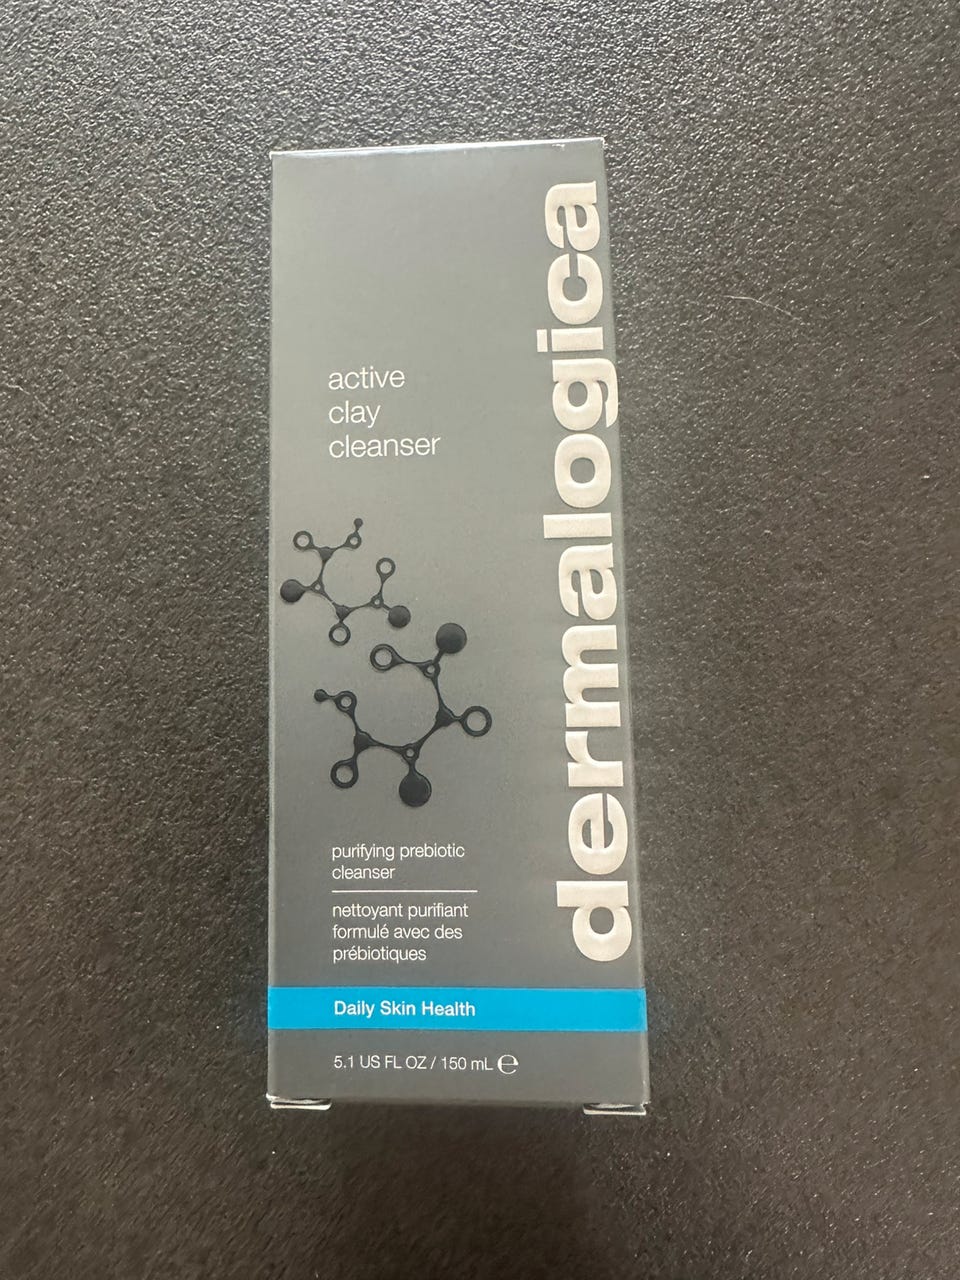 active
clay
cleanser
dermalogica
purifying prebiotic
cleanser
nettoyant purifiant
formulé avec des
prébiotiques
Daily Skin Health
5.1 US FL OZ / 150 mL ℮